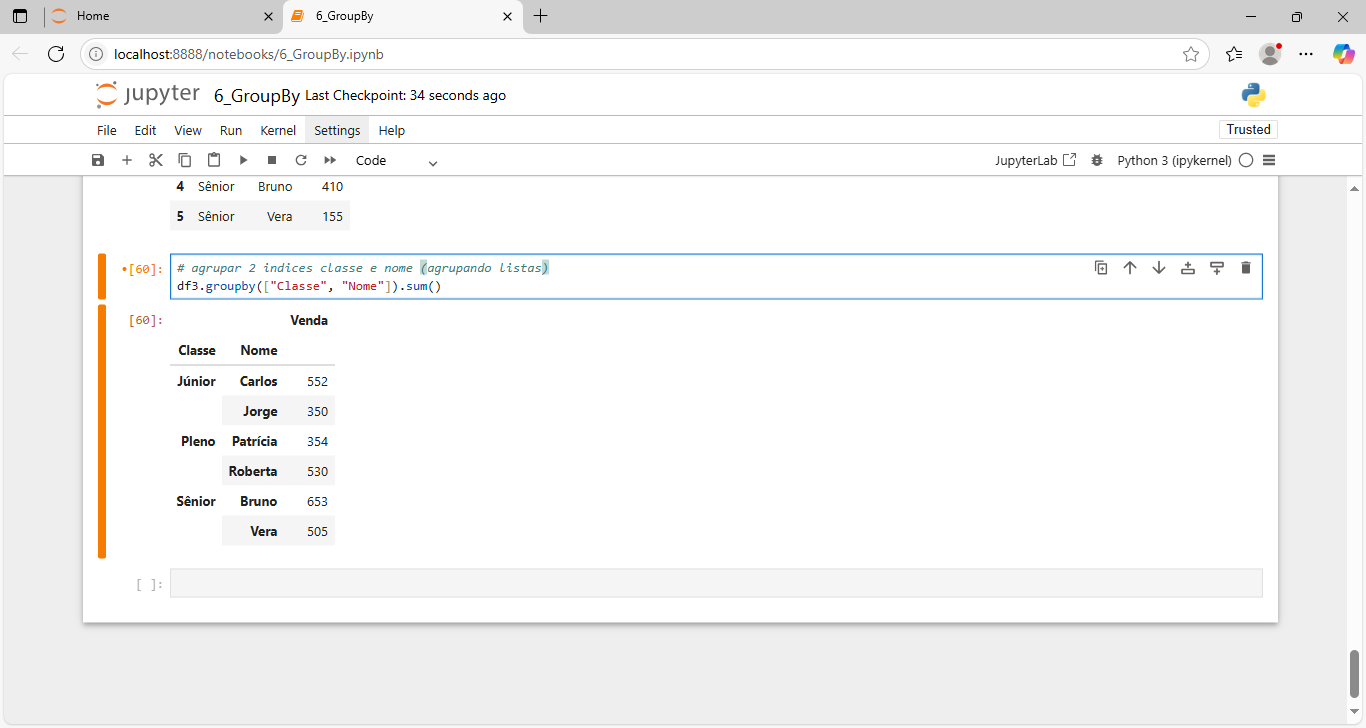 Home
6_GroupBy
localhost:8888/notebooks/6_GroupBy.ipynb
jupyter 6_GroupBy Last Checkpoint: 34 seconds ago
File Edit View Run Kernel Settings Help
Trusted
Code
JupyterLab Python 3 (ipykernel)
4 Sênior Bruno 410
5 Sênior Vera 155
•[60]: # agrupar 2 indices classe e nome (agrupando listas)
df3.groupby(["Classe", "Nome"]).sum()
[60]: Venda
Classe Nome
Júnior Carlos 552
Jorge 350
Pleno Patrícia 354
Roberta 530
Sênior Bruno 653
Vera 505
[ ]: